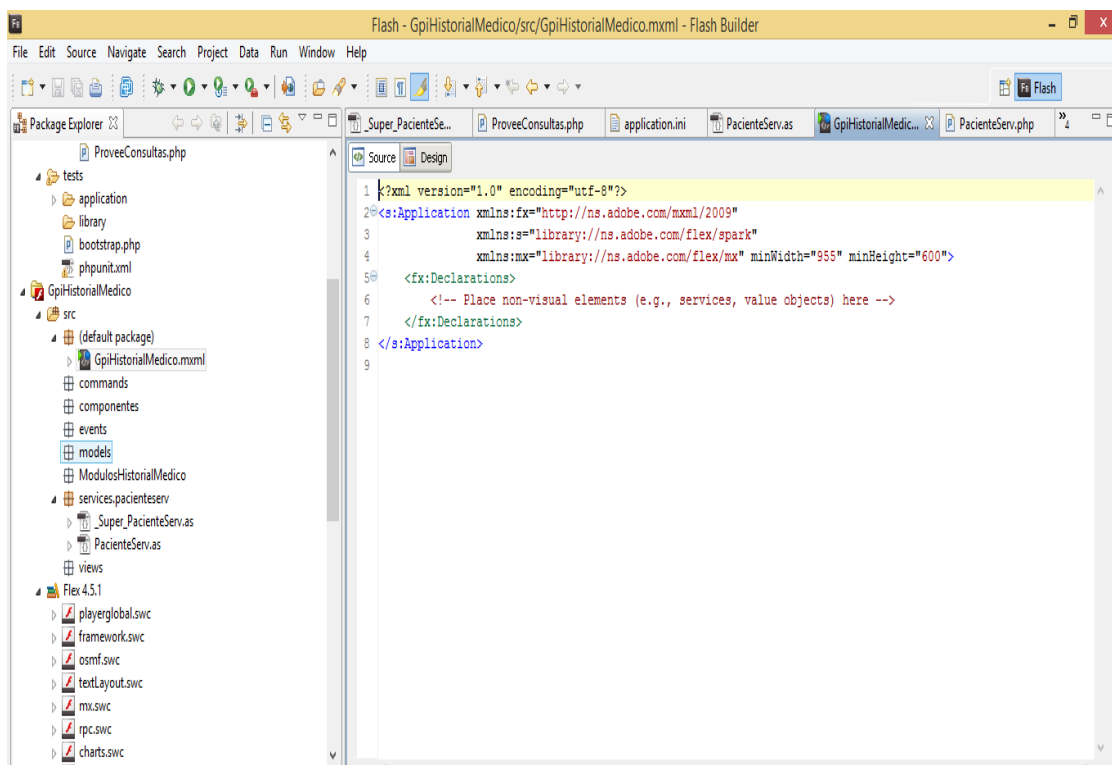 Fs
Flash - GpiHistorialMedico/src/GpiHistorialMedico.mxml - Flash Builder
File Edit Source Navigate Search Project Data Run Window Help
Fs Flash
Package Explorer
_Super_PacienteSe... ProveeConsultas.php application.ini PacienteServ.as GpiHistorialMedic... PacienteServ.php »4
Source Design
ProveeConsultas.php
tests
application
library
bootstrap.php
phpunit.xml
GpiHistorialMedico
src
(default package)
GpiHistorialMedico.mxml
commands
componentes
events
models
ModulosHistorialMedico
services.pacienteserv
_Super_PacienteServ.as
PacienteServ.as
views
Flex 4.5.1
playerglobal.swc
framework.swc
osmf.swc
textLayout.swc
mx.swc
rpc.swc
charts.swc
1 <?xml version="1.0" encoding="utf-8"?>
2 <s:Application xmlns:fx="http://ns.adobe.com/mxml/2009"
3 xmlns:s="library://ns.adobe.com/flex/spark"
4 xmlns:mx="library://ns.adobe.com/flex/mx" minWidth="955" minHeight="600">
5 <fx:Declarations>
6 <!-- Place non-visual elements (e.g., services, value objects) here -->
7 </fx:Declarations>
8 </s:Application>
9